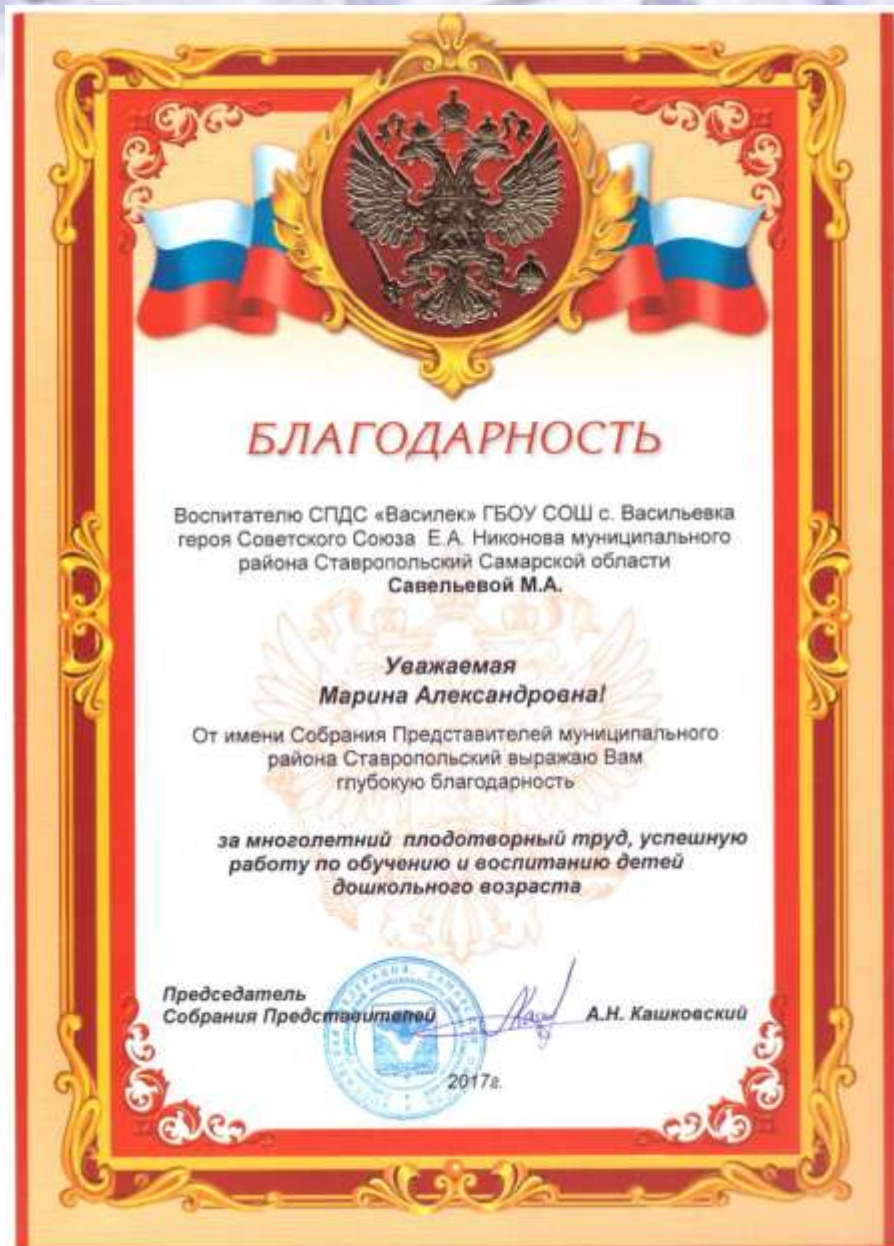 БЛАГОДАРНОСТЬ
Воспитателю СПДС «Василек» ГБОУ СОШ с. Васильевка
героя Советского Союза Е.А. Никонова муниципального
района Ставропольский Самарской области
Савельевой М.А.
Уважаемая
Марина Александровна!
От имени Собрания Представителей муниципального
района Ставропольский выражаю Вам
глубокую благодарность
за многолетний плодотворный труд, успешную
работу по обучению и воспитанию детей
дошкольного возраста
Председатель
Собрания Представителей
А.Н. Кашковский
2017г.